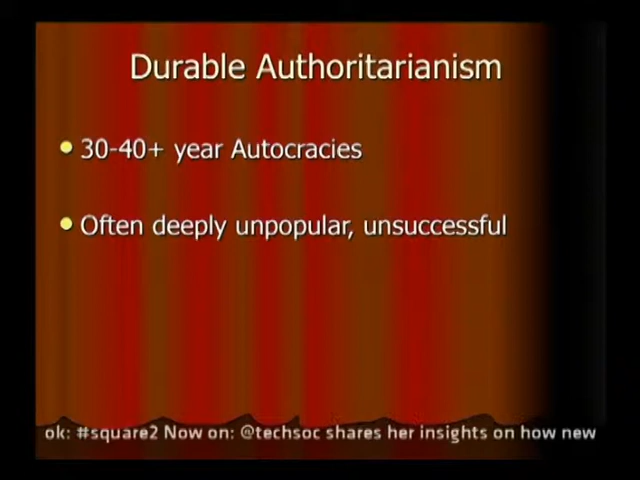 Durable Authoritarianism
30-40+ year Autocracies
Often deeply unpopular, unsuccessful
ok: #square2 Now on: @techsoc shares her insights on how new